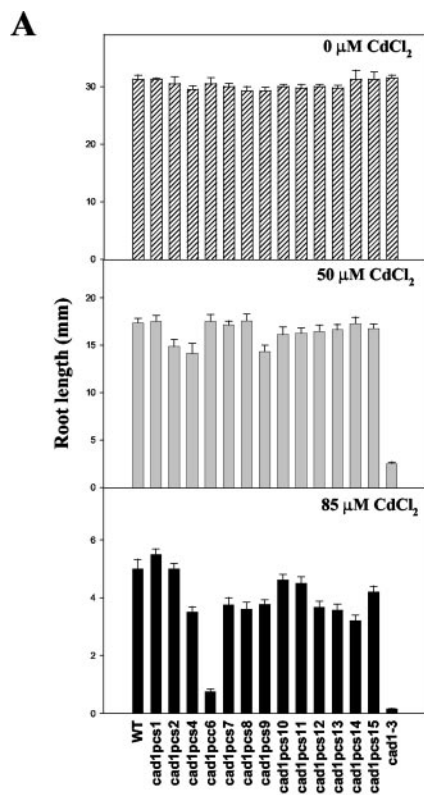 A
0 μM CdCl₂
30
20
10
0
50 μM CdCl₂
20
15
10
5
0
Root length (mm)
85 μM CdCl₂
6
4
2
0
WT
cad1pcs1
cad1pcs2
cad1pcs4
cad1pcc6
cad1pcs7
cad1pcs8
cad1pcs9
cad1pcs10
cad1pcs11
cad1pcs12
cad1pcs13
cad1pcs14
cad1pcs15
cad1-3